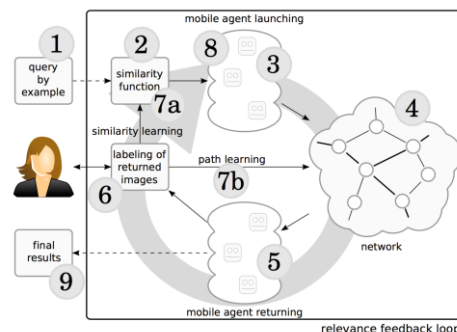 mobile agent launching
1
query
by
example
2
similarity
function
8
3
7a
similarity learning
4
labeling of
returned
images
path learning
6
7b
network
final
results
9
5
mobile agent returning
relevance feedback loop